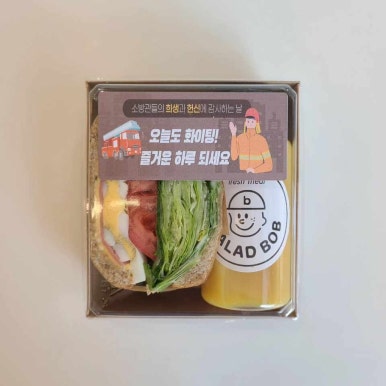 소방관들의 희생과 헌신에 감사하는 날
오늘도 화이팅!
즐거운 하루 되세요
fresh meal
b
SALAD BOB